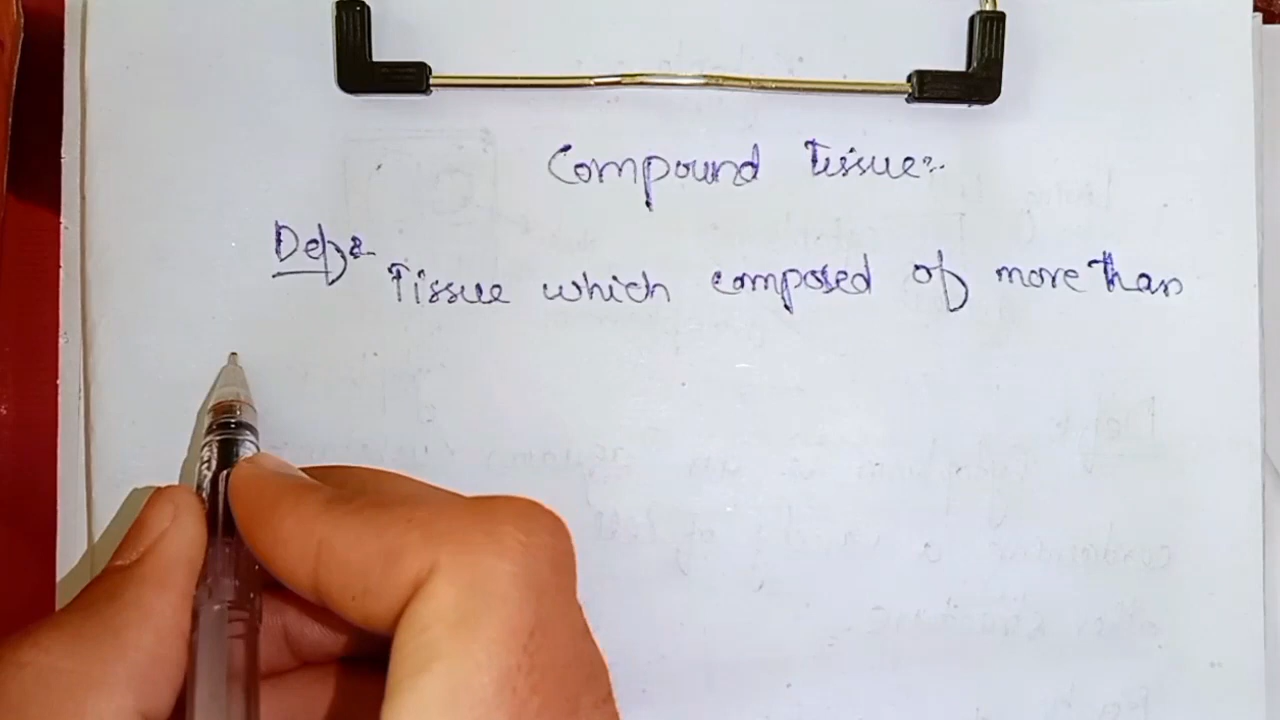 Compound Tissue:-
Def:-
Tissue which composed of more than